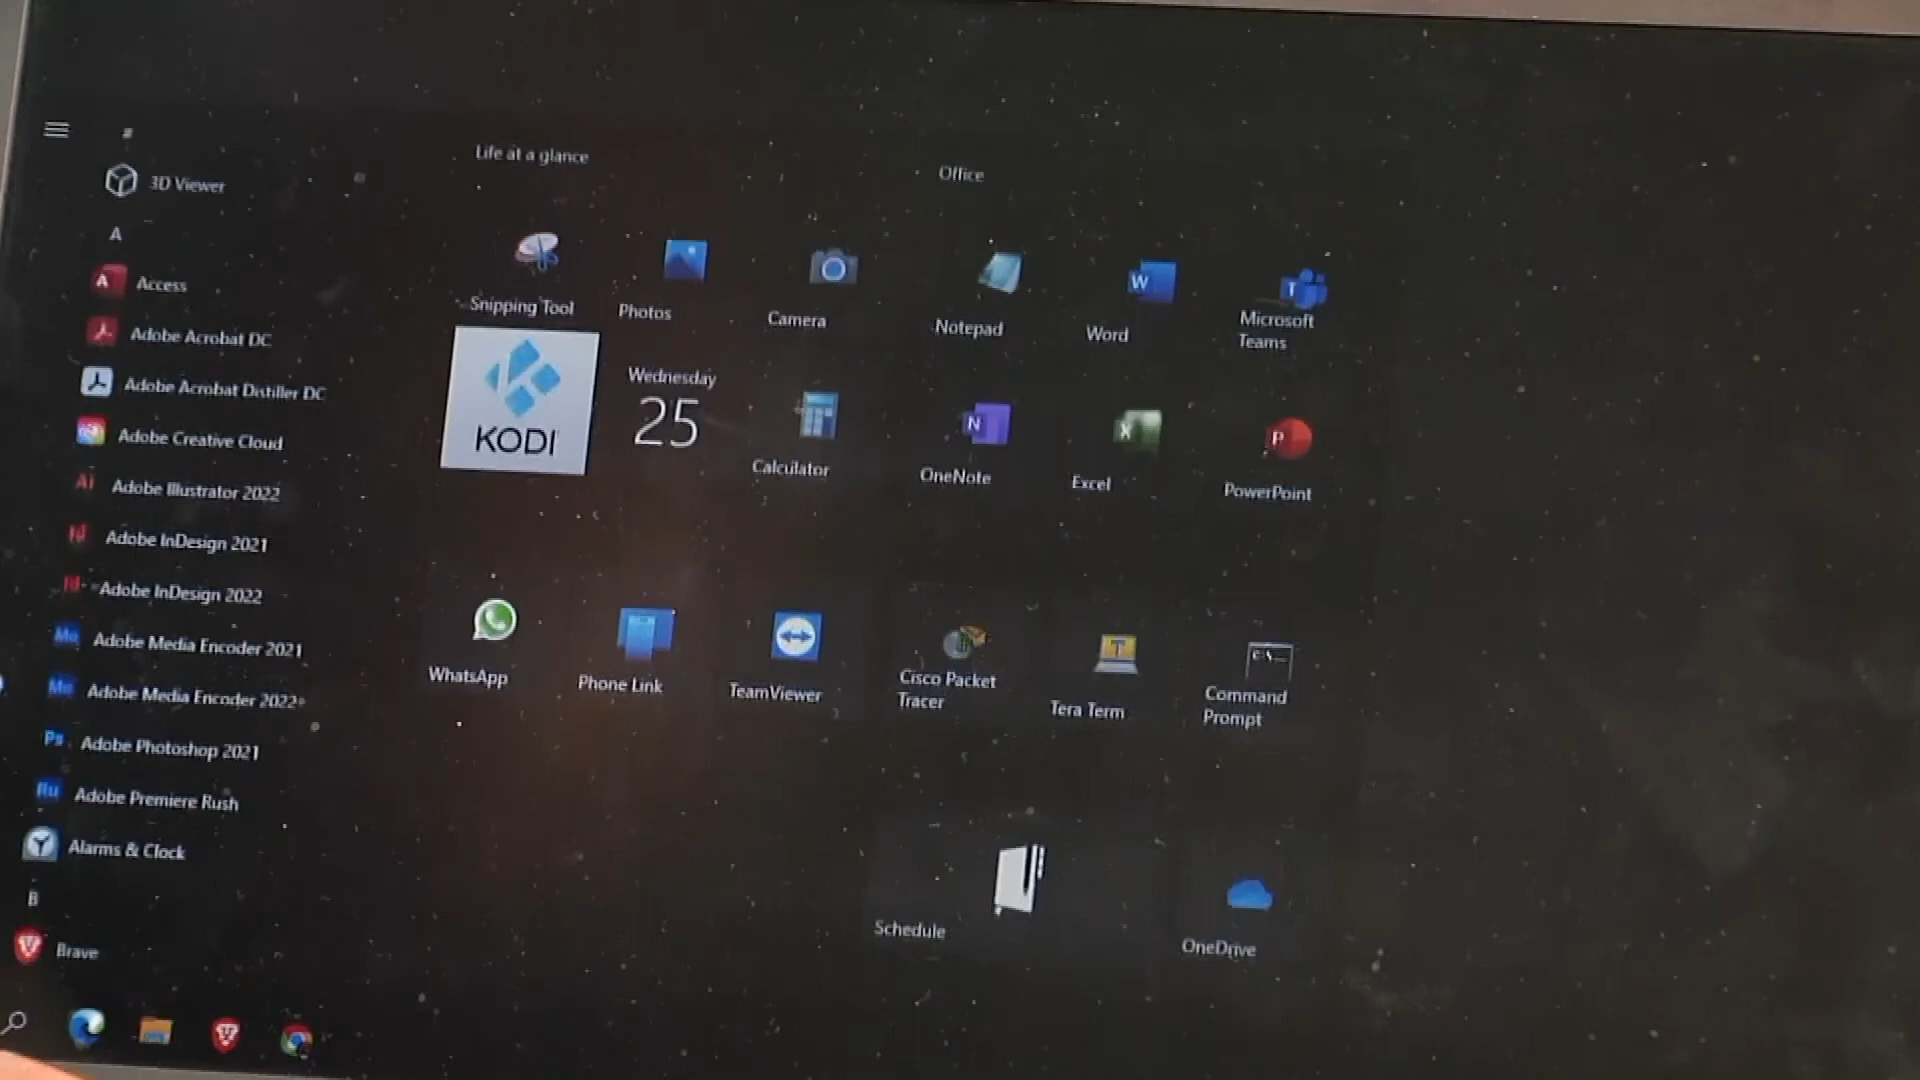 #
3D Viewer
A
Access
Adobe Acrobat DC
Adobe Acrobat Distiller DC
Adobe Creative Cloud
Adobe Illustrator 2022
Adobe InDesign 2021
Adobe InDesign 2022
Adobe Media Encoder 2021
Adobe Media Encoder 2022
Adobe Photoshop 2021
Adobe Premiere Rush
Alarms & Clock
B
Brave
Life at a glance
Snipping Tool
Photos
Camera
KODI
Wednesday
25
Calculator
WhatsApp
Phone Link
TeamViewer
Office
Notepad
Word
Microsoft
Teams
OneNote
Excel
PowerPoint
Cisco Packet
Tracer
Tera Term
Command
Prompt
Schedule
OneDrive